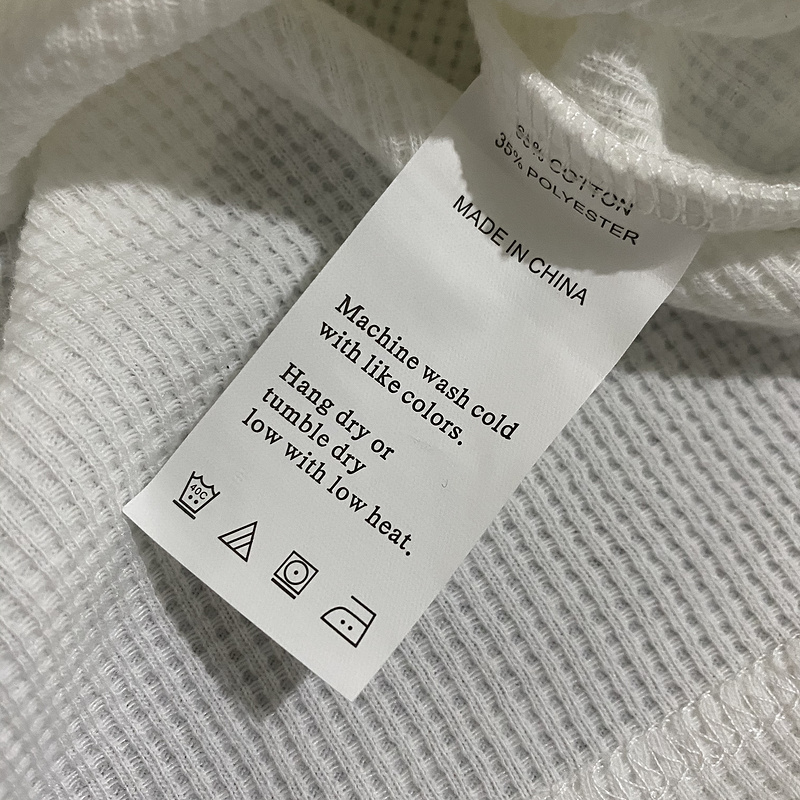 65% COTTON
35% POLYESTER
MADE IN CHINA
Machine wash cold
with like colors.
Hang dry or
tumble dry
low with low heat.
40C